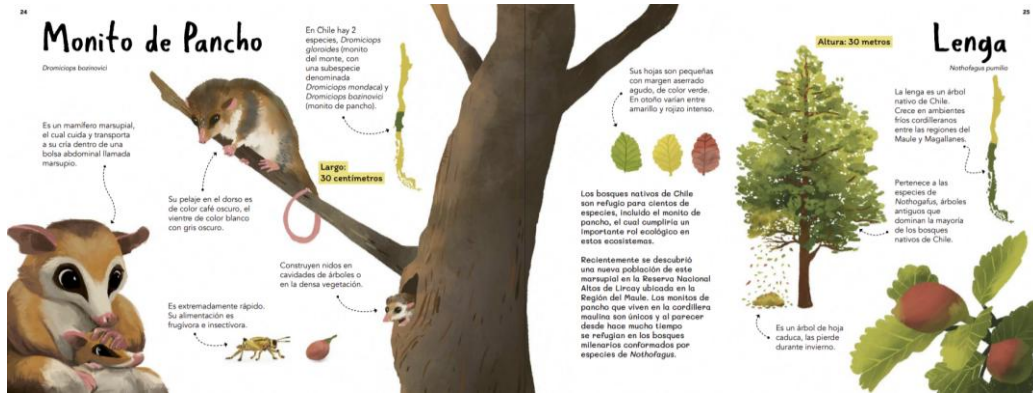 24
Monito de Pancho
Dromiciops bozinovici
Es un mamífero marsupial,
el cual cuida y transporta
a su cría dentro de una
bolsa abdominal llamada
marsupio.
En Chile hay 2
especies, Dromiciops
gliroides (monito
del monte, con
una subespecie
denominada
Dromiciops mondaca) y
Dromiciops bozinovici
(monito de pancho).
Largo:
30 centímetros
Su pelaje en el dorso es
de color café oscuro, el
vientre de color blanco
con gris oscuro.
Construyen nidos en
cavidades de árboles o
en la densa vegetación.
Es extremadamente rápido.
Su alimentación es
frugívora e insectívora.
25
Lenga
Nothofagus pumilio
Altura: 30 metros
Sus hojas son pequeñas
con margen aserrado
agudo, de color verde.
En otoño varían entre
amarillo y rojizo intenso.
Los bosques nativos de Chile
son refugio para cientos de
especies, incluido el monito de
pancho, el cual cumpliría un
importante rol ecológico en
estos ecosistemas.
Recientemente se descubrió
una nueva población de este
marsupial en la Reserva Nacional
Altos de Lircay ubicada en la
Región del Maule. Los monitos de
pancho que viven en la cordillera
maulina son únicos y al parecer
desde hace mucho tiempo
se refugian en los bosques
milenarios conformados por
especies de Nothofagus.
La lenga es un árbol
nativo de Chile.
Crece en ambientes
fríos cordilleranos
entre las regiones del
Maule y Magallanes.
Pertenece a las
especies de
Nothogafus, árboles
antiguos que
dominan la mayoría
de los bosques
nativos de Chile.
Es un árbol de hoja
caduca, las pierde
durante invierno.